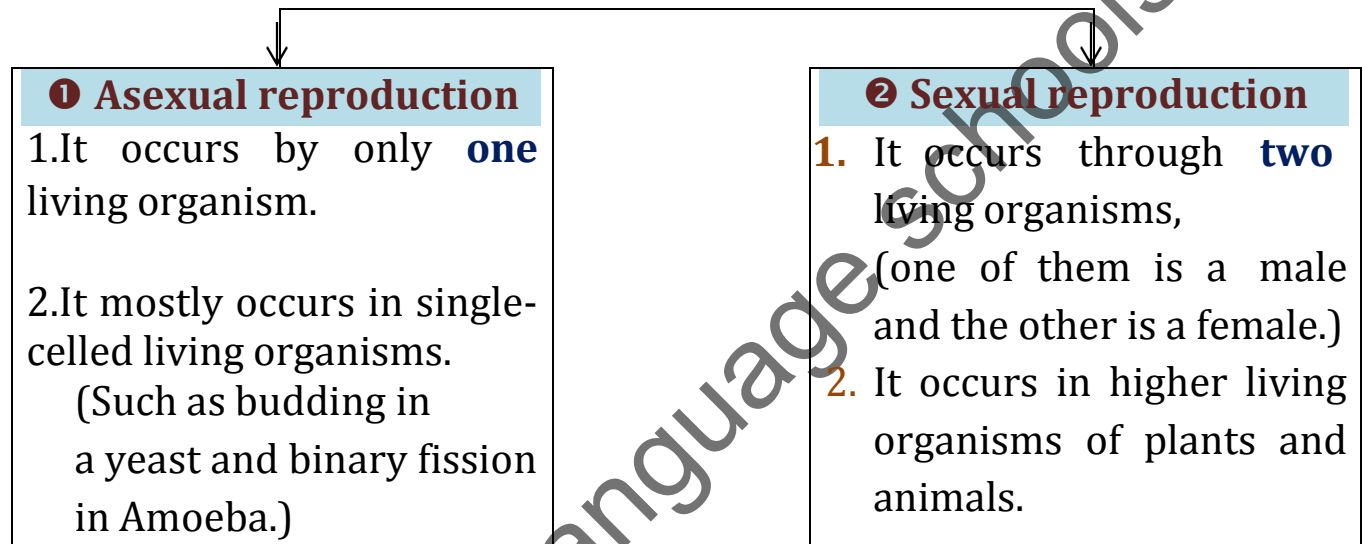 ❶ Asexual reproduction
1.It occurs by only one
living organism.
2.It mostly occurs in single-
celled living organisms.
(Such as budding in
a yeast and binary fission
in Amoeba.)
❷ Sexual reproduction
1. It occurs through two
living organisms,
(one of them is a male
and the other is a female.)
2. It occurs in higher living
organisms of plants and
animals.
anguage schools